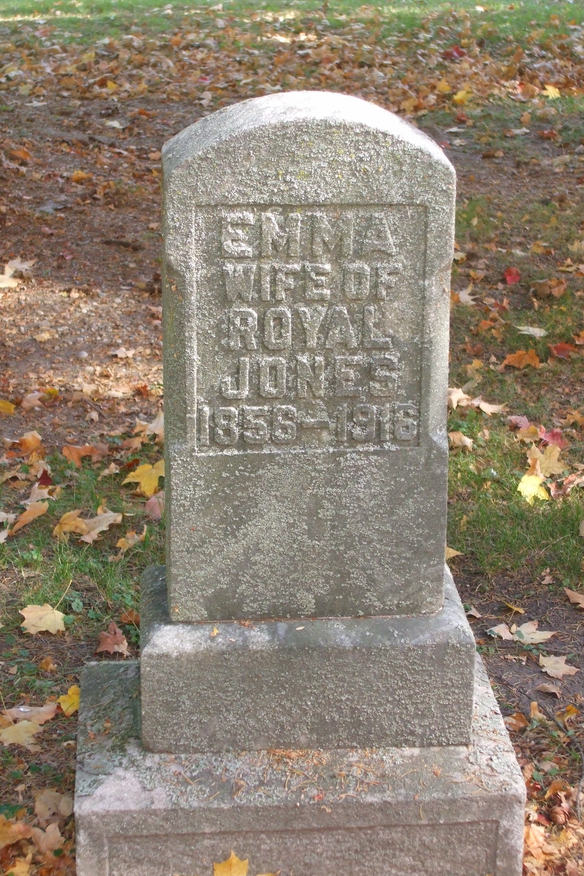 EMMA
WIFE OF
ROYAL
JONES
1856-1916